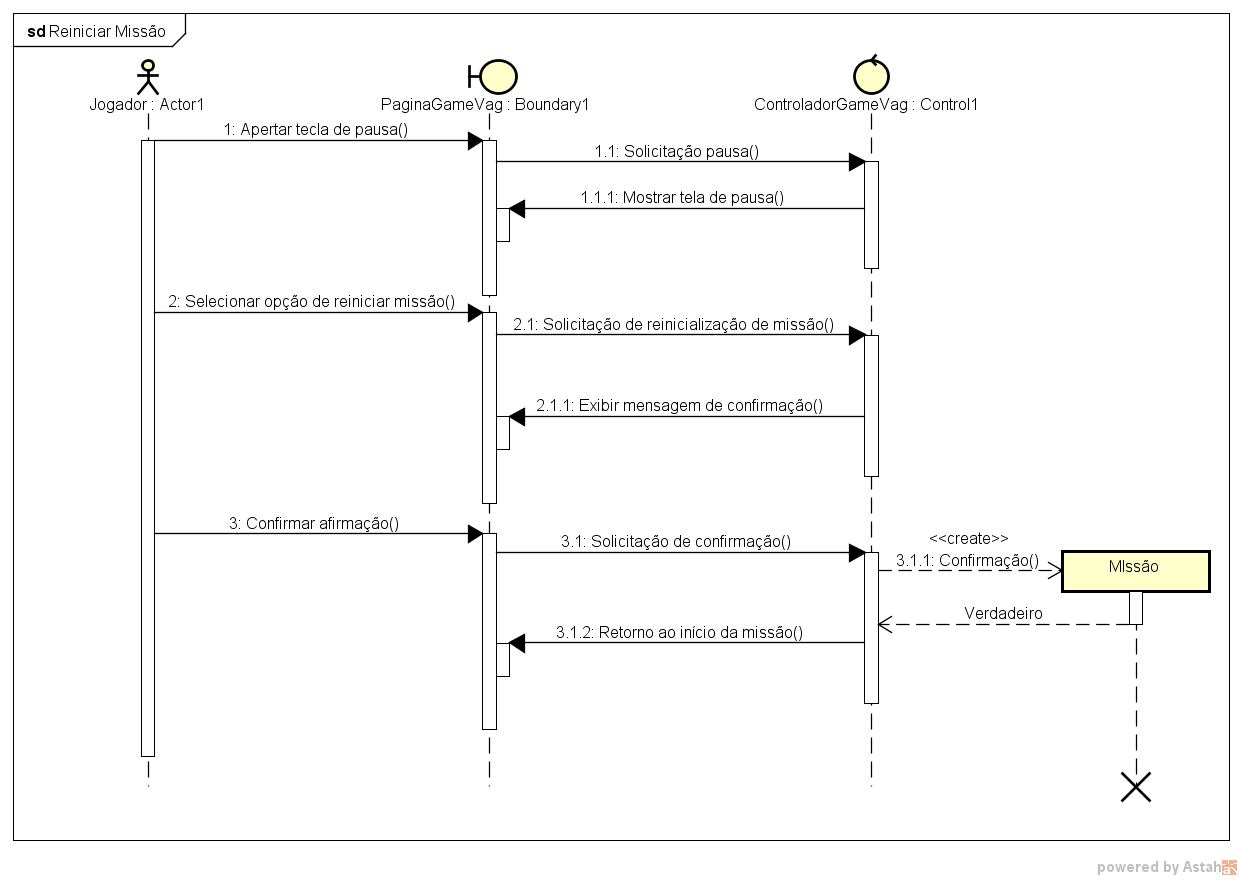 sd Reiniciar Missão
Jogador : Actor1
PaginaGameVag : Boundary1
ControladorGameVag : Control1
1: Apertar tecla de pausa()
1.1: Solicitação pausa()
1.1.1: Mostrar tela de pausa()
2: Selecionar opção de reiniciar missão()
2.1: Solicitação de reinicialização de missão()
2.1.1: Exibir mensagem de confirmação()
3: Confirmar afirmação()
3.1: Solicitação de confirmação()
<<create>>
3.1.1: Confirmação()
MIssão
Verdadeiro
3.1.2: Retorno ao início da missão()
powered by Astah